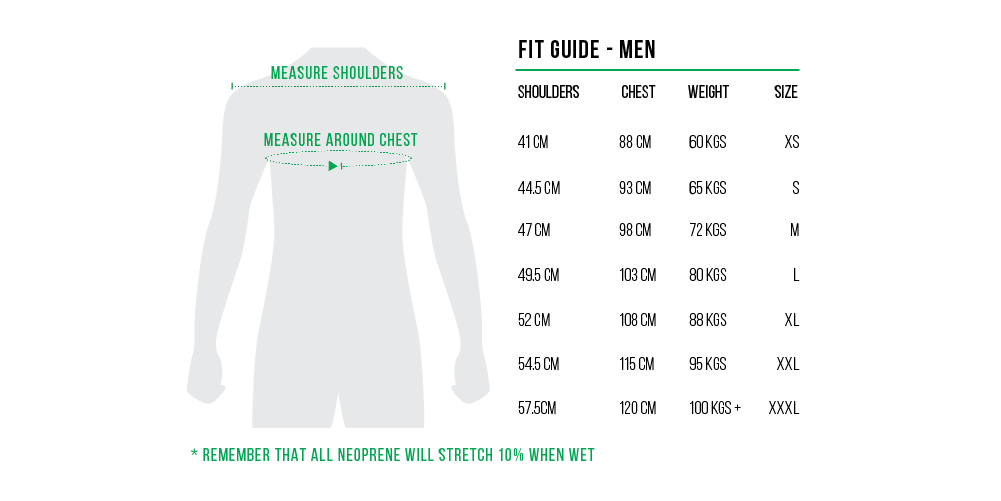 FIT GUIDE - MEN
MEASURE SHOULDERS
MEASURE AROUND CHEST
SHOULDERS CHEST WEIGHT SIZE
41 CM 88 CM 60 KGS XS
44.5 CM 93 CM 65 KGS S
47 CM 98 CM 72 KGS M
49.5 CM 103 CM 80 KGS L
52 CM 108 CM 88 KGS XL
54.5 CM 115 CM 95 KGS XXL
57.5CM 120 CM 100 KGS + XXXL
* REMEMBER THAT ALL NEOPRENE WILL STRETCH 10% WHEN WET